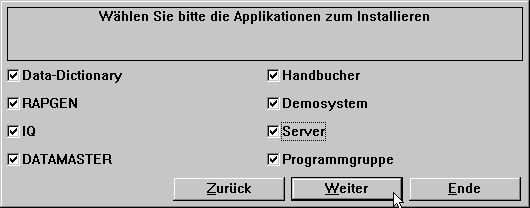 Wählen Sie bitte die Applikationen zum Installieren
Data-Dictionary
Handbucher
RAPGEN
Demosystem
IQ
Server
DATAMASTER
Programmgruppe
Zurück
Weiter
Ende